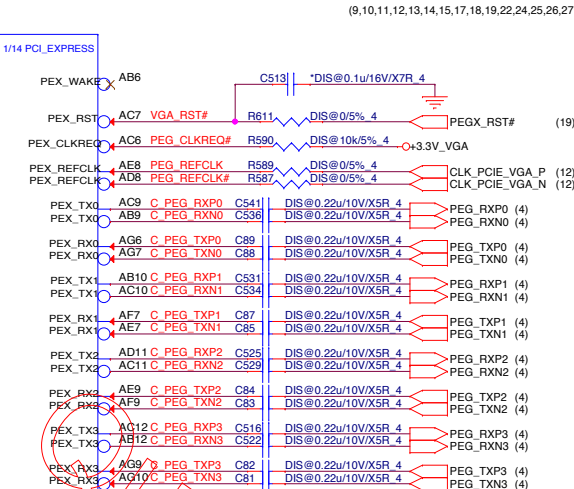 (9,10,11,12,13,14,15,17,18,19,22,24,25,26,27
1/14 PCI_EXPRESS
PEX_WAKE AB6 C513 *DIS@0.1u/16V/X7R_4
PEX_RST AC7 VGA_RST# R611 DIS@0/5%_4 PEGX_RST# (19)
PEX_CLKREQ AC6 PEG_CLKREQ# R590 DIS@10k/5%_4 +3.3V_VGA
PEX_REFCLK AE8 PEG_REFCLK R589 DIS@0/5%_4 CLK_PCIE_VGA_P (12)
PEX_REFCLK AD8 PEG_REFCLK# R587 DIS@0/5%_4 CLK_PCIE_VGA_N (12)
PEX_TX0 AC9 C_PEG_RXP0 C541 DIS@0.22u/10V/X5R_4 PEG_RXP0 (4)
PEX_TX0 AB9 C_PEG_RXN0 C536 DIS@0.22u/10V/X5R_4 PEG_RXN0 (4)
PEX_RX0 AG6 C_PEG_TXP0 C89 DIS@0.22u/10V/X5R_4 PEG_TXP0 (4)
PEX_RX0 AG7 C_PEG_TXN0 C88 DIS@0.22u/10V/X5R_4 PEG_TXN0 (4)
PEX_TX1 AB10 C_PEG_RXP1 C531 DIS@0.22u/10V/X5R_4 PEG_RXP1 (4)
PEX_TX1 AC10 C_PEG_RXN1 C534 DIS@0.22u/10V/X5R_4 PEG_RXN1 (4)
PEX_RX1 AF7 C_PEG_TXP1 C87 DIS@0.22u/10V/X5R_4 PEG_TXP1 (4)
PEX_RX1 AE7 C_PEG_TXN1 C85 DIS@0.22u/10V/X5R_4 PEG_TXN1 (4)
PEX_TX2 AD11 C_PEG_RXP2 C525 DIS@0.22u/10V/X5R_4 PEG_RXP2 (4)
PEX_TX2 AC11 C_PEG_RXN2 C529 DIS@0.22u/10V/X5R_4 PEG_RXN2 (4)
PEX_RX2 AE9 C_PEG_TXP2 C84 DIS@0.22u/10V/X5R_4 PEG_TXP2 (4)
PEX_RX2 AF9 C_PEG_TXN2 C83 DIS@0.22u/10V/X5R_4 PEG_TXN2 (4)
PEX_TX3 AC12 C_PEG_RXP3 C516 DIS@0.22u/10V/X5R_4 PEG_RXP3 (4)
PEX_TX3 AB12 C_PEG_RXN3 C522 DIS@0.22u/10V/X5R_4 PEG_RXN3 (4)
PEX_RX3 AG9 C_PEG_TXP3 C82 DIS@0.22u/10V/X5R_4 PEG_TXP3 (4)
PEX_RX3 AG10 C_PEG_TXN3 C81 DIS@0.22u/10V/X5R_4 PEG_TXN3 (4)